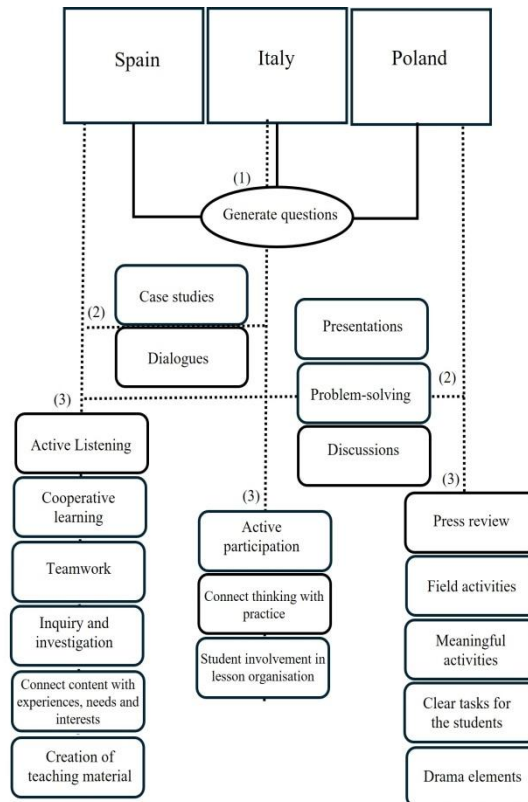 Spain
Italy
Poland
(1)
Generate questions
Case studies
(2)
Dialogues
Presentations
Problem-solving
(2)
Discussions
(3)
Active Listening
Cooperative
learning
Teamwork
Inquiry and
investigation
Connect content with
experiences, needs and
interests
Creation of
teaching material
(3)
Active
participation
Connect thinking with
practice
Student involvement in
lesson organisation
(3)
Press review
Field activities
Meaningful
activities
Clear tasks for
the students
Drama elements